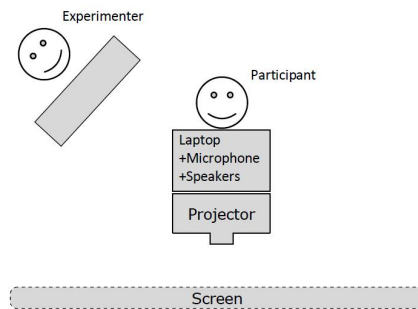 Experimenter
Participant
Laptop
+Microphone
+Speakers
Projector
Screen